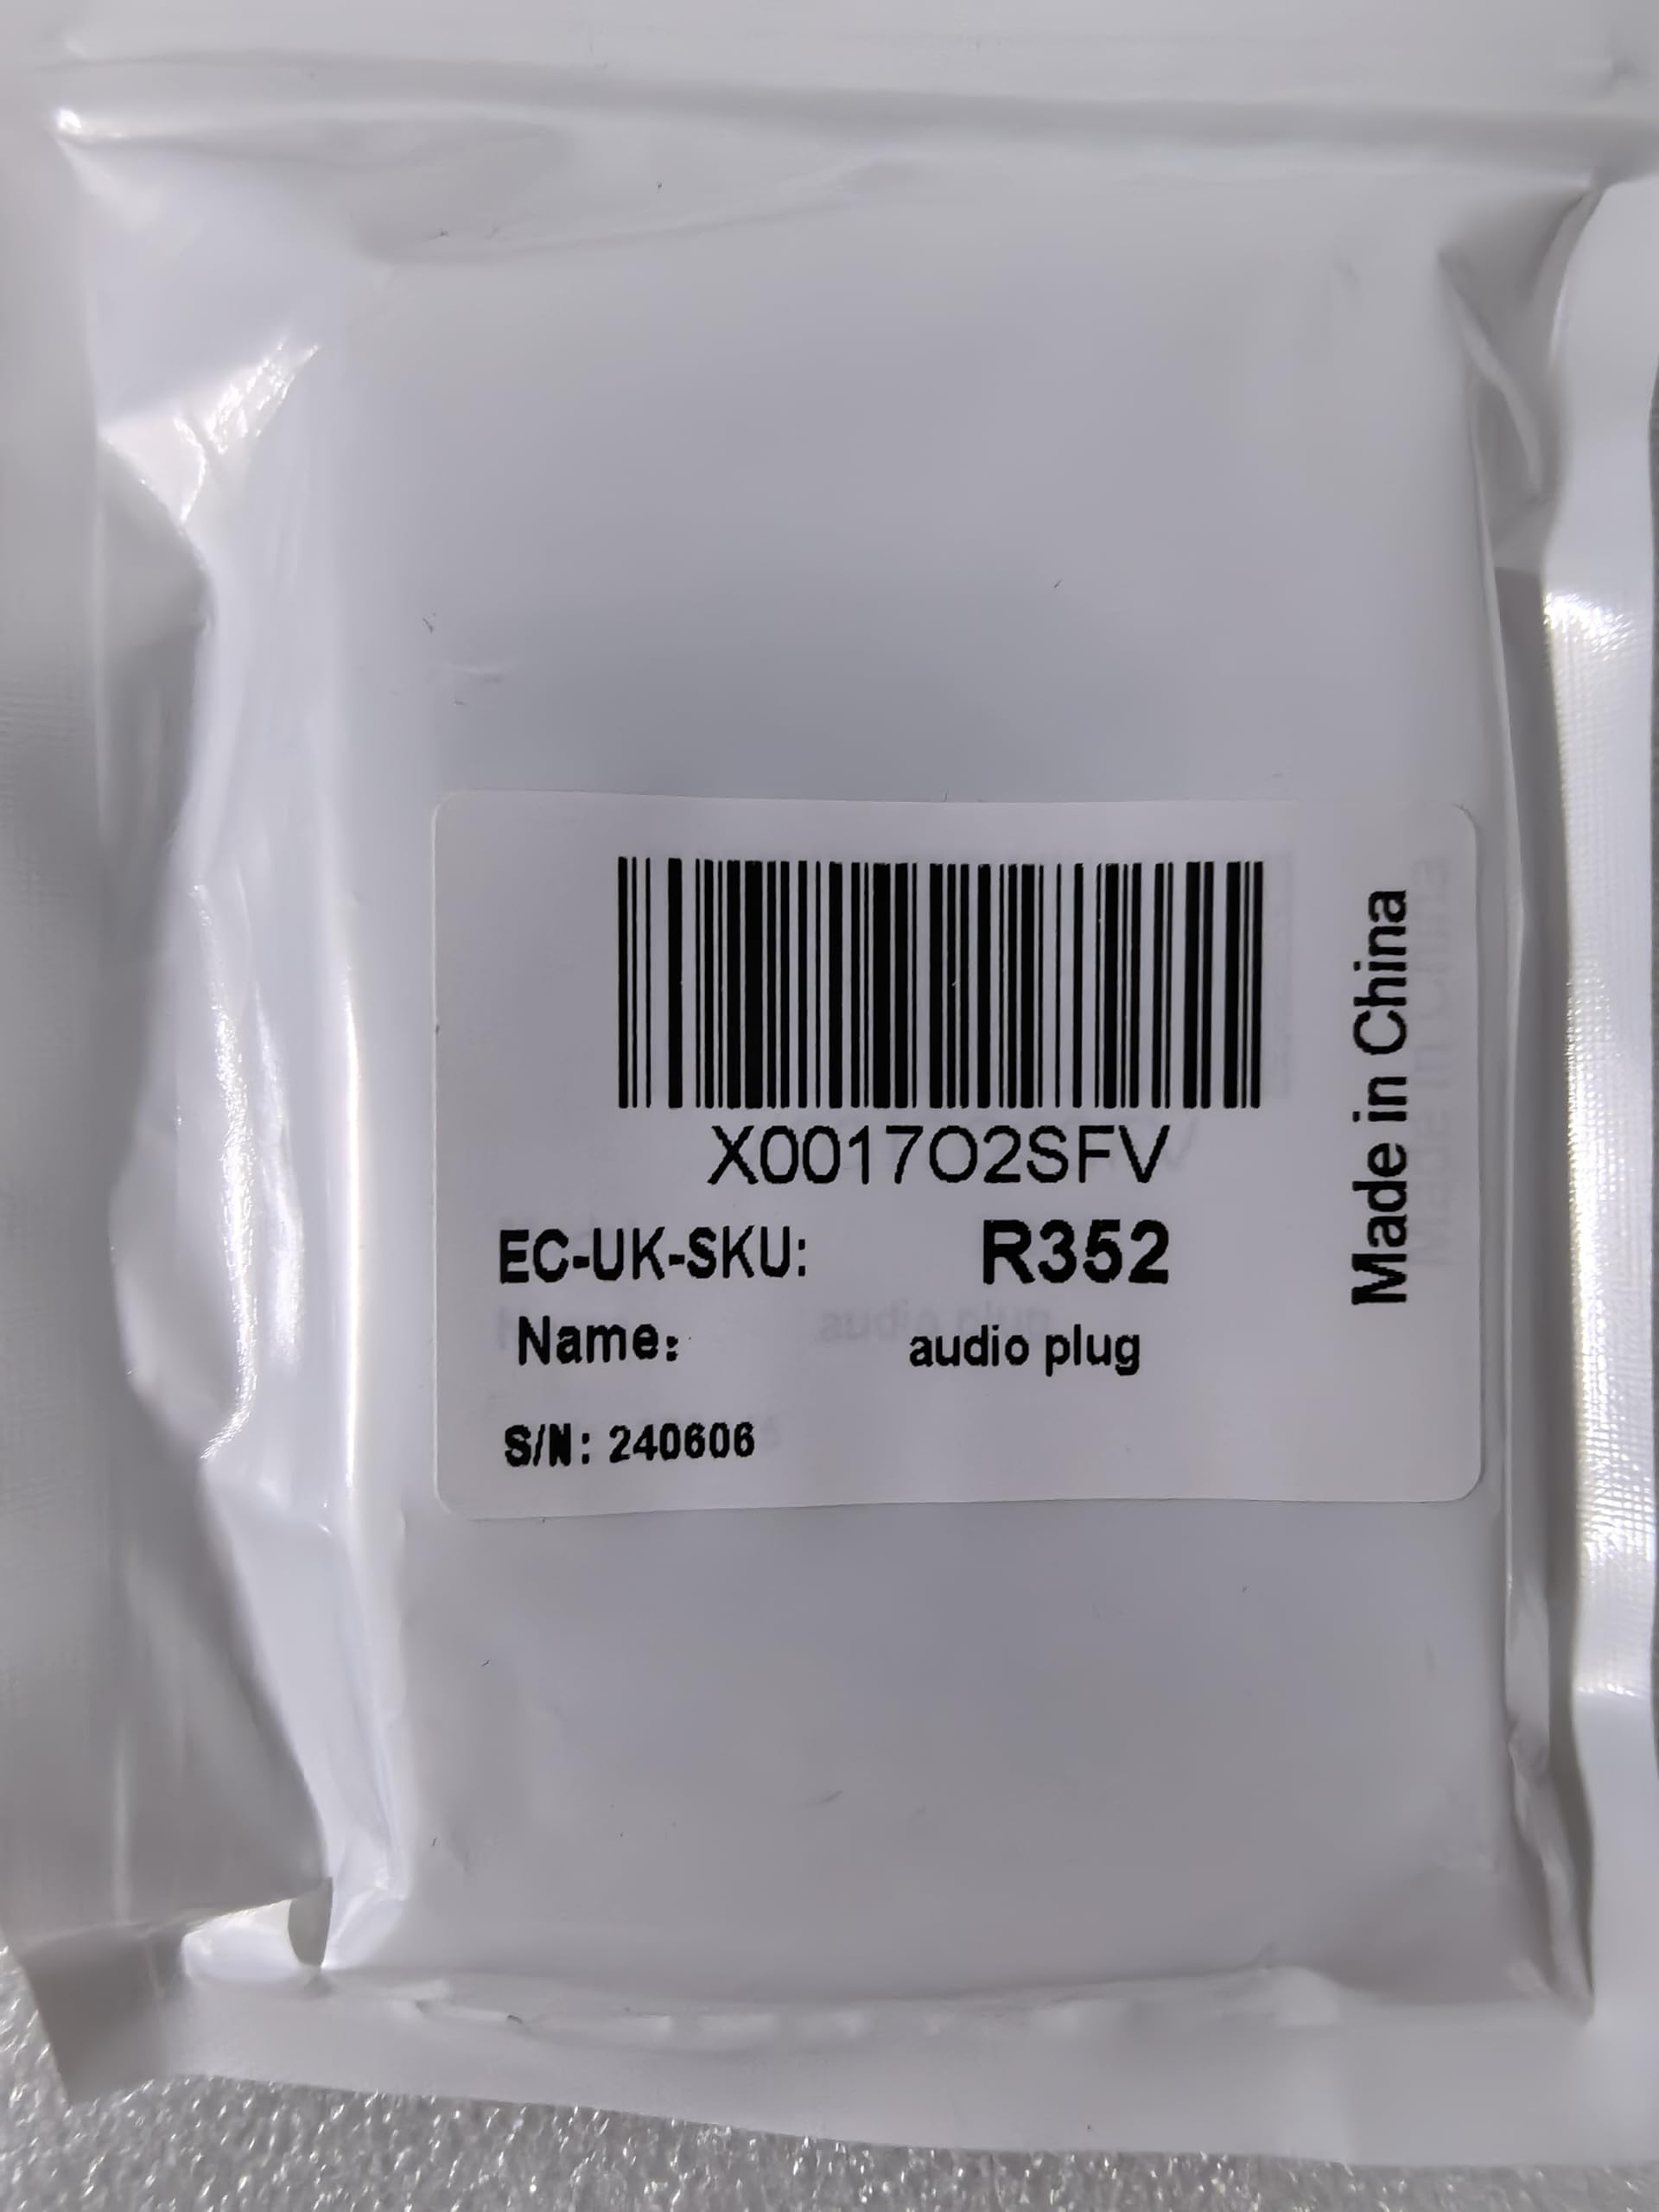 X0017O2SFV
EC-UK-SKU: R352
Name: audio plug
S/N: 240606
Made in China